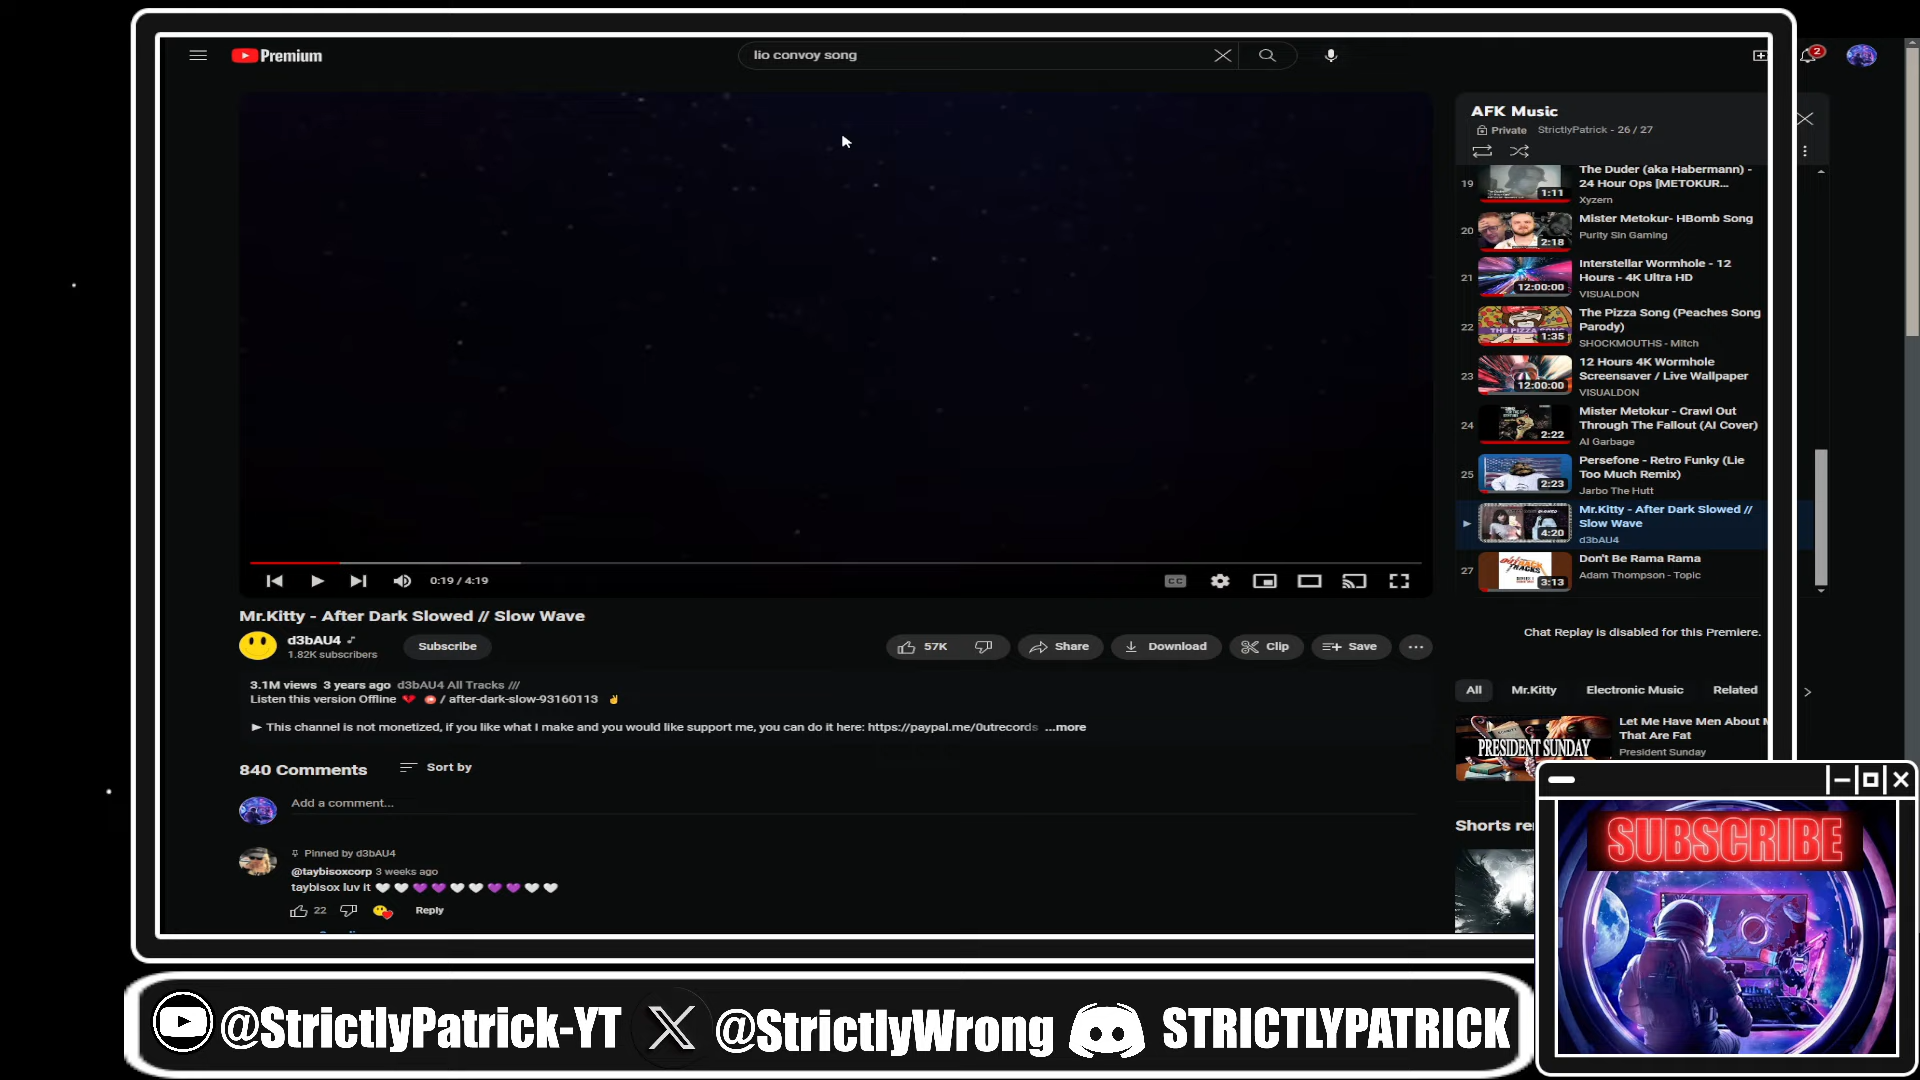 Premium
lio convoy song
2
AFK Music
Private StrictlyPatrick - 26 / 27
19
1:11
The Duder (aka Habermann) -
24 Hour Ops [METOKUR...
Xyzern
20
2:18
Mister Metokur- HBomb Song
Purity Sin Gaming
21
12:00:00
Interstellar Wormhole - 12
Hours - 4K Ultra HD
VISUALDON
22
THE PIZZA SONG
1:35
The Pizza Song (Peaches Song
Parody)
SHOCKMOUTHS - Mitch
23
12:00:00
12 Hours 4K Wormhole
Screensaver / Live Wallpaper
VISUALDON
24
2:22
Mister Metokur - Crawl Out
Through The Fallout (AI Cover)
AI Garbage
25
2:23
Persefone - Retro Funky (Lie
Too Much Remix)
Jarbo The Hutt
4:20
Mr.Kitty - After Dark Slowed //
Slow Wave
d3bAU4
27
3:13
Don't Be Rama Rama
Adam Thompson - Topic
0:19 / 4:19
CC
Mr.Kitty - After Dark Slowed // Slow Wave
d3bAU4
1.82K subscribers
Subscribe
57K
Share
Download
Clip
Save
Chat Replay is disabled for this Premiere.
3.1M views 3 years ago d3bAU4 All Tracks ///
Listen this version Offline 💔 / after-dark-slow-93160113 ✌
► This channel is not monetized, if you like what I make and you would like support me, you can do it here: https://paypal.me/0utrecords ...more
All
Mr.Kitty
Electronic Music
Related
PRESIDENT SUNDAY
Let Me Have Men About M
That Are Fat
President Sunday
840 Comments
Sort by
Add a comment...
Shorts re
Pinned by d3bAU4
@taybisoxcorp 3 weeks ago
taybisox luv it 🤍🤍💜💜🤍🤍💜💜🤍🤍
22
Reply
SUBSCRIBE
@StrictlyPatrick-YT
@StrictlyWrong
STRICTLYPATRICK